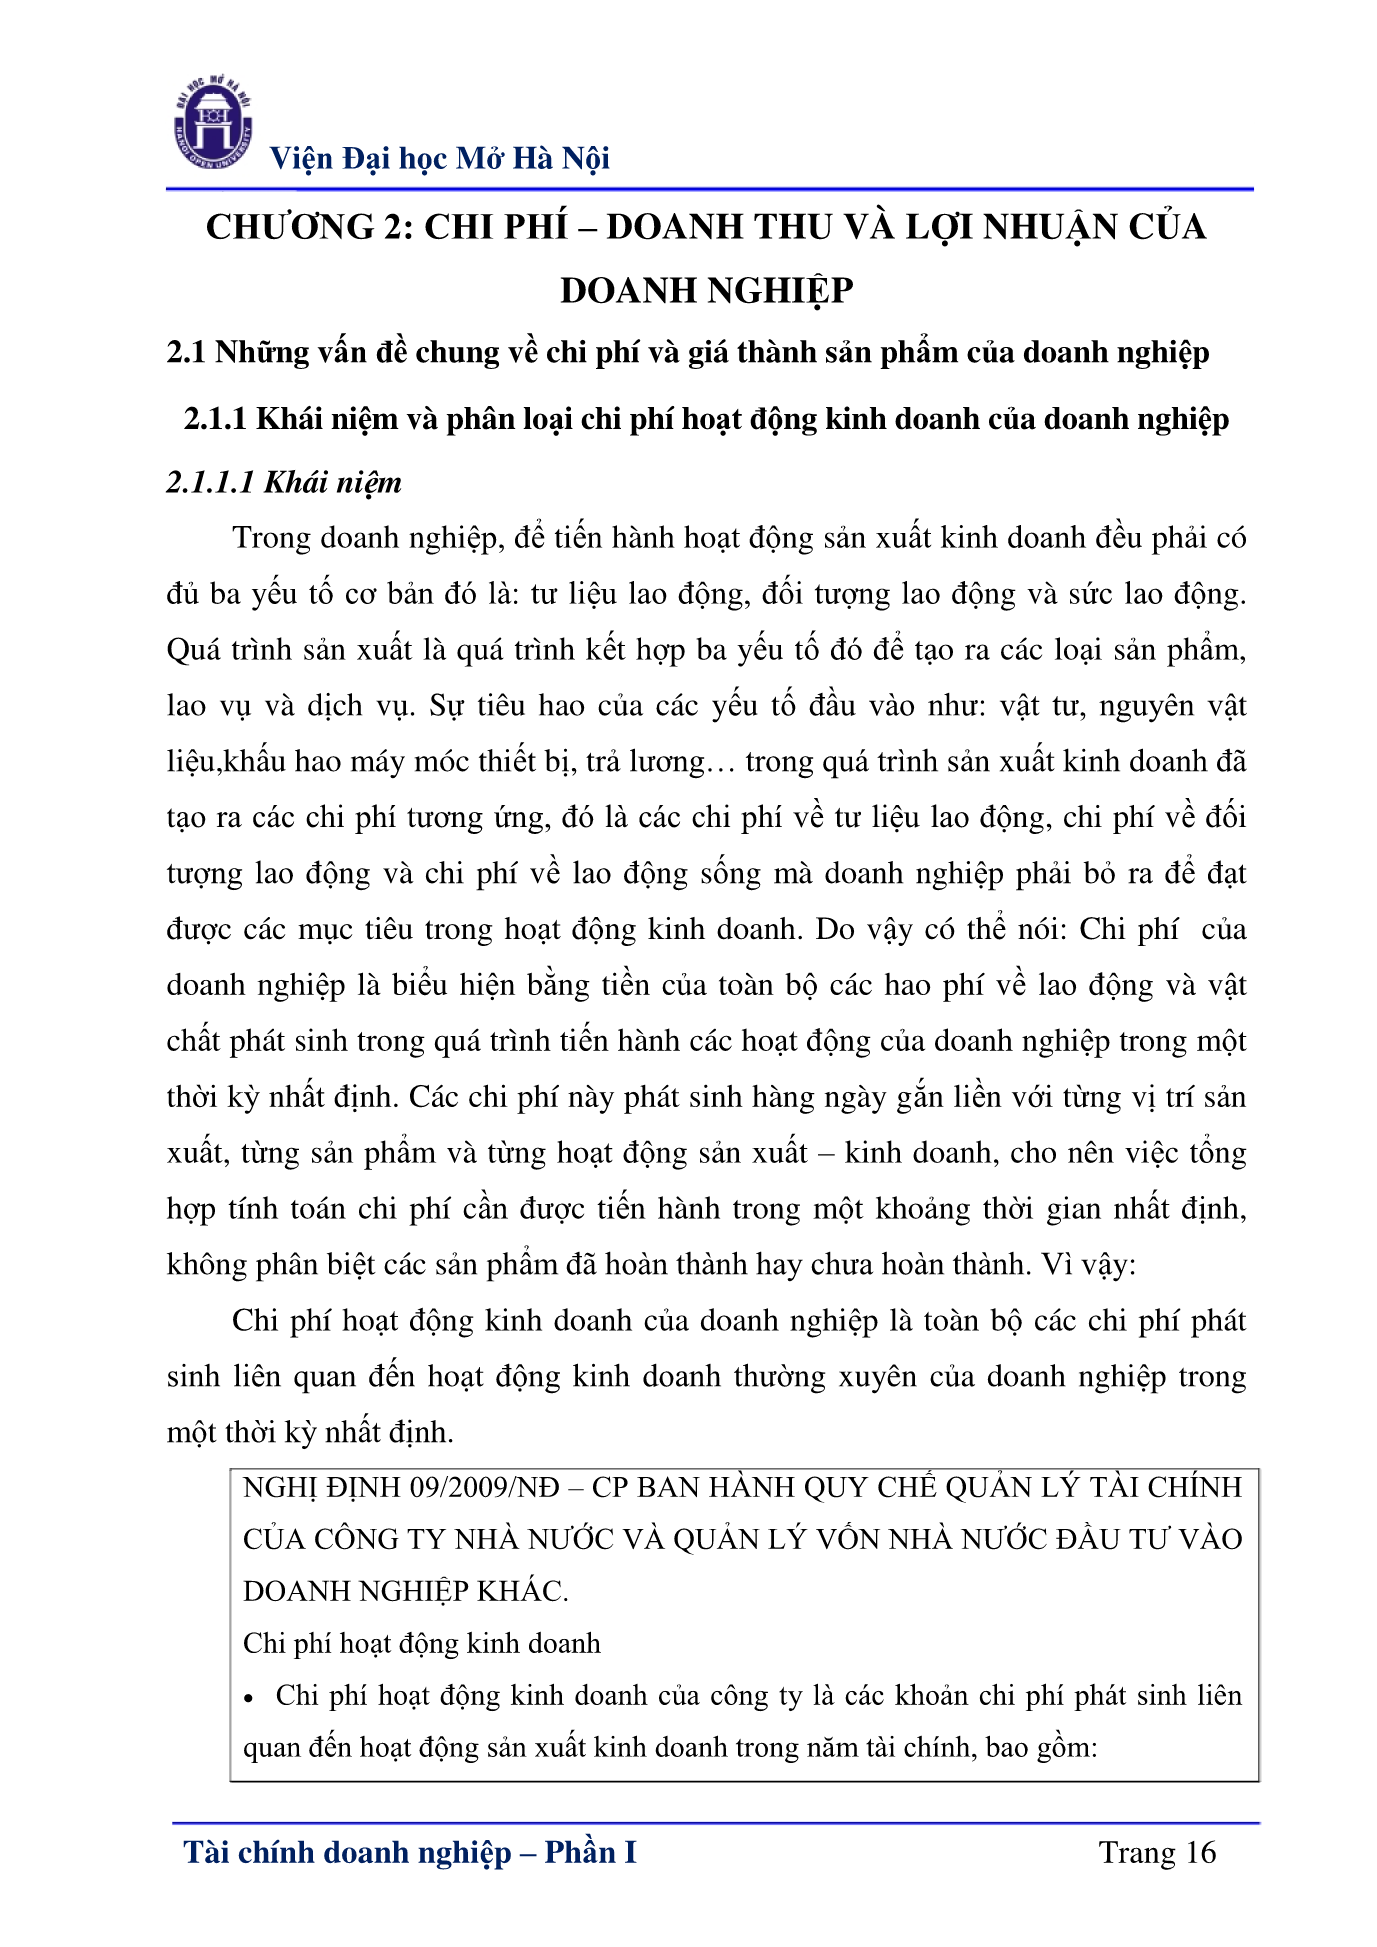 ĐẠI HỌC MỞ HÀ NỘI
HANOI OPEN UNIVERSITY
Viện Đại học Mở Hà Nội
CHƯƠNG 2: CHI PHÍ – DOANH THU VÀ LỢI NHUẬN CỦA
DOANH NGHIỆP
2.1 Những vấn đề chung về chi phí và giá thành sản phẩm của doanh nghiệp
2.1.1 Khái niệm và phân loại chi phí hoạt động kinh doanh của doanh nghiệp
2.1.1.1 Khái niệm
Trong doanh nghiệp, để tiến hành hoạt động sản xuất kinh doanh đều phải có
đủ ba yếu tố cơ bản đó là: tư liệu lao động, đối tượng lao động và sức lao động.
Quá trình sản xuất là quá trình kết hợp ba yếu tố đó để tạo ra các loại sản phẩm,
lao vụ và dịch vụ. Sự tiêu hao của các yếu tố đầu vào như: vật tư, nguyên vật
liệu,khấu hao máy móc thiết bị, trả lương… trong quá trình sản xuất kinh doanh đã
tạo ra các chi phí tương ứng, đó là các chi phí về tư liệu lao động, chi phí về đối
tượng lao động và chi phí về lao động sống mà doanh nghiệp phải bỏ ra để đạt
được các mục tiêu trong hoạt động kinh doanh. Do vậy có thể nói: Chi phí  của
doanh nghiệp là biểu hiện bằng tiền của toàn bộ các hao phí về lao động và vật
chất phát sinh trong quá trình tiến hành các hoạt động của doanh nghiệp trong một
thời kỳ nhất định. Các chi phí này phát sinh hàng ngày gắn liền với từng vị trí sản
xuất, từng sản phẩm và từng hoạt động sản xuất – kinh doanh, cho nên việc tổng
hợp tính toán chi phí cần được tiến hành trong một khoảng thời gian nhất định,
không phân biệt các sản phẩm đã hoàn thành hay chưa hoàn thành. Vì vậy:
Chi phí hoạt động kinh doanh của doanh nghiệp là toàn bộ các chi phí phát
sinh liên quan đến hoạt động kinh doanh thường xuyên của doanh nghiệp trong
một thời kỳ nhất định.
NGHỊ ĐỊNH 09/2009/NĐ – CP BAN HÀNH QUY CHẾ QUẢN LÝ TÀI CHÍNH
CỦA CÔNG TY NHÀ NƯỚC VÀ QUẢN LÝ VỐN NHÀ NƯỚC ĐẦU TƯ VÀO
DOANH NGHIỆP KHÁC.
Chi phí hoạt động kinh doanh
• Chi phí hoạt động kinh doanh của công ty là các khoản chi phí phát sinh liên
quan đến hoạt động sản xuất kinh doanh trong năm tài chính, bao gồm:
Tài chính doanh nghiệp – Phần I
Trang 16